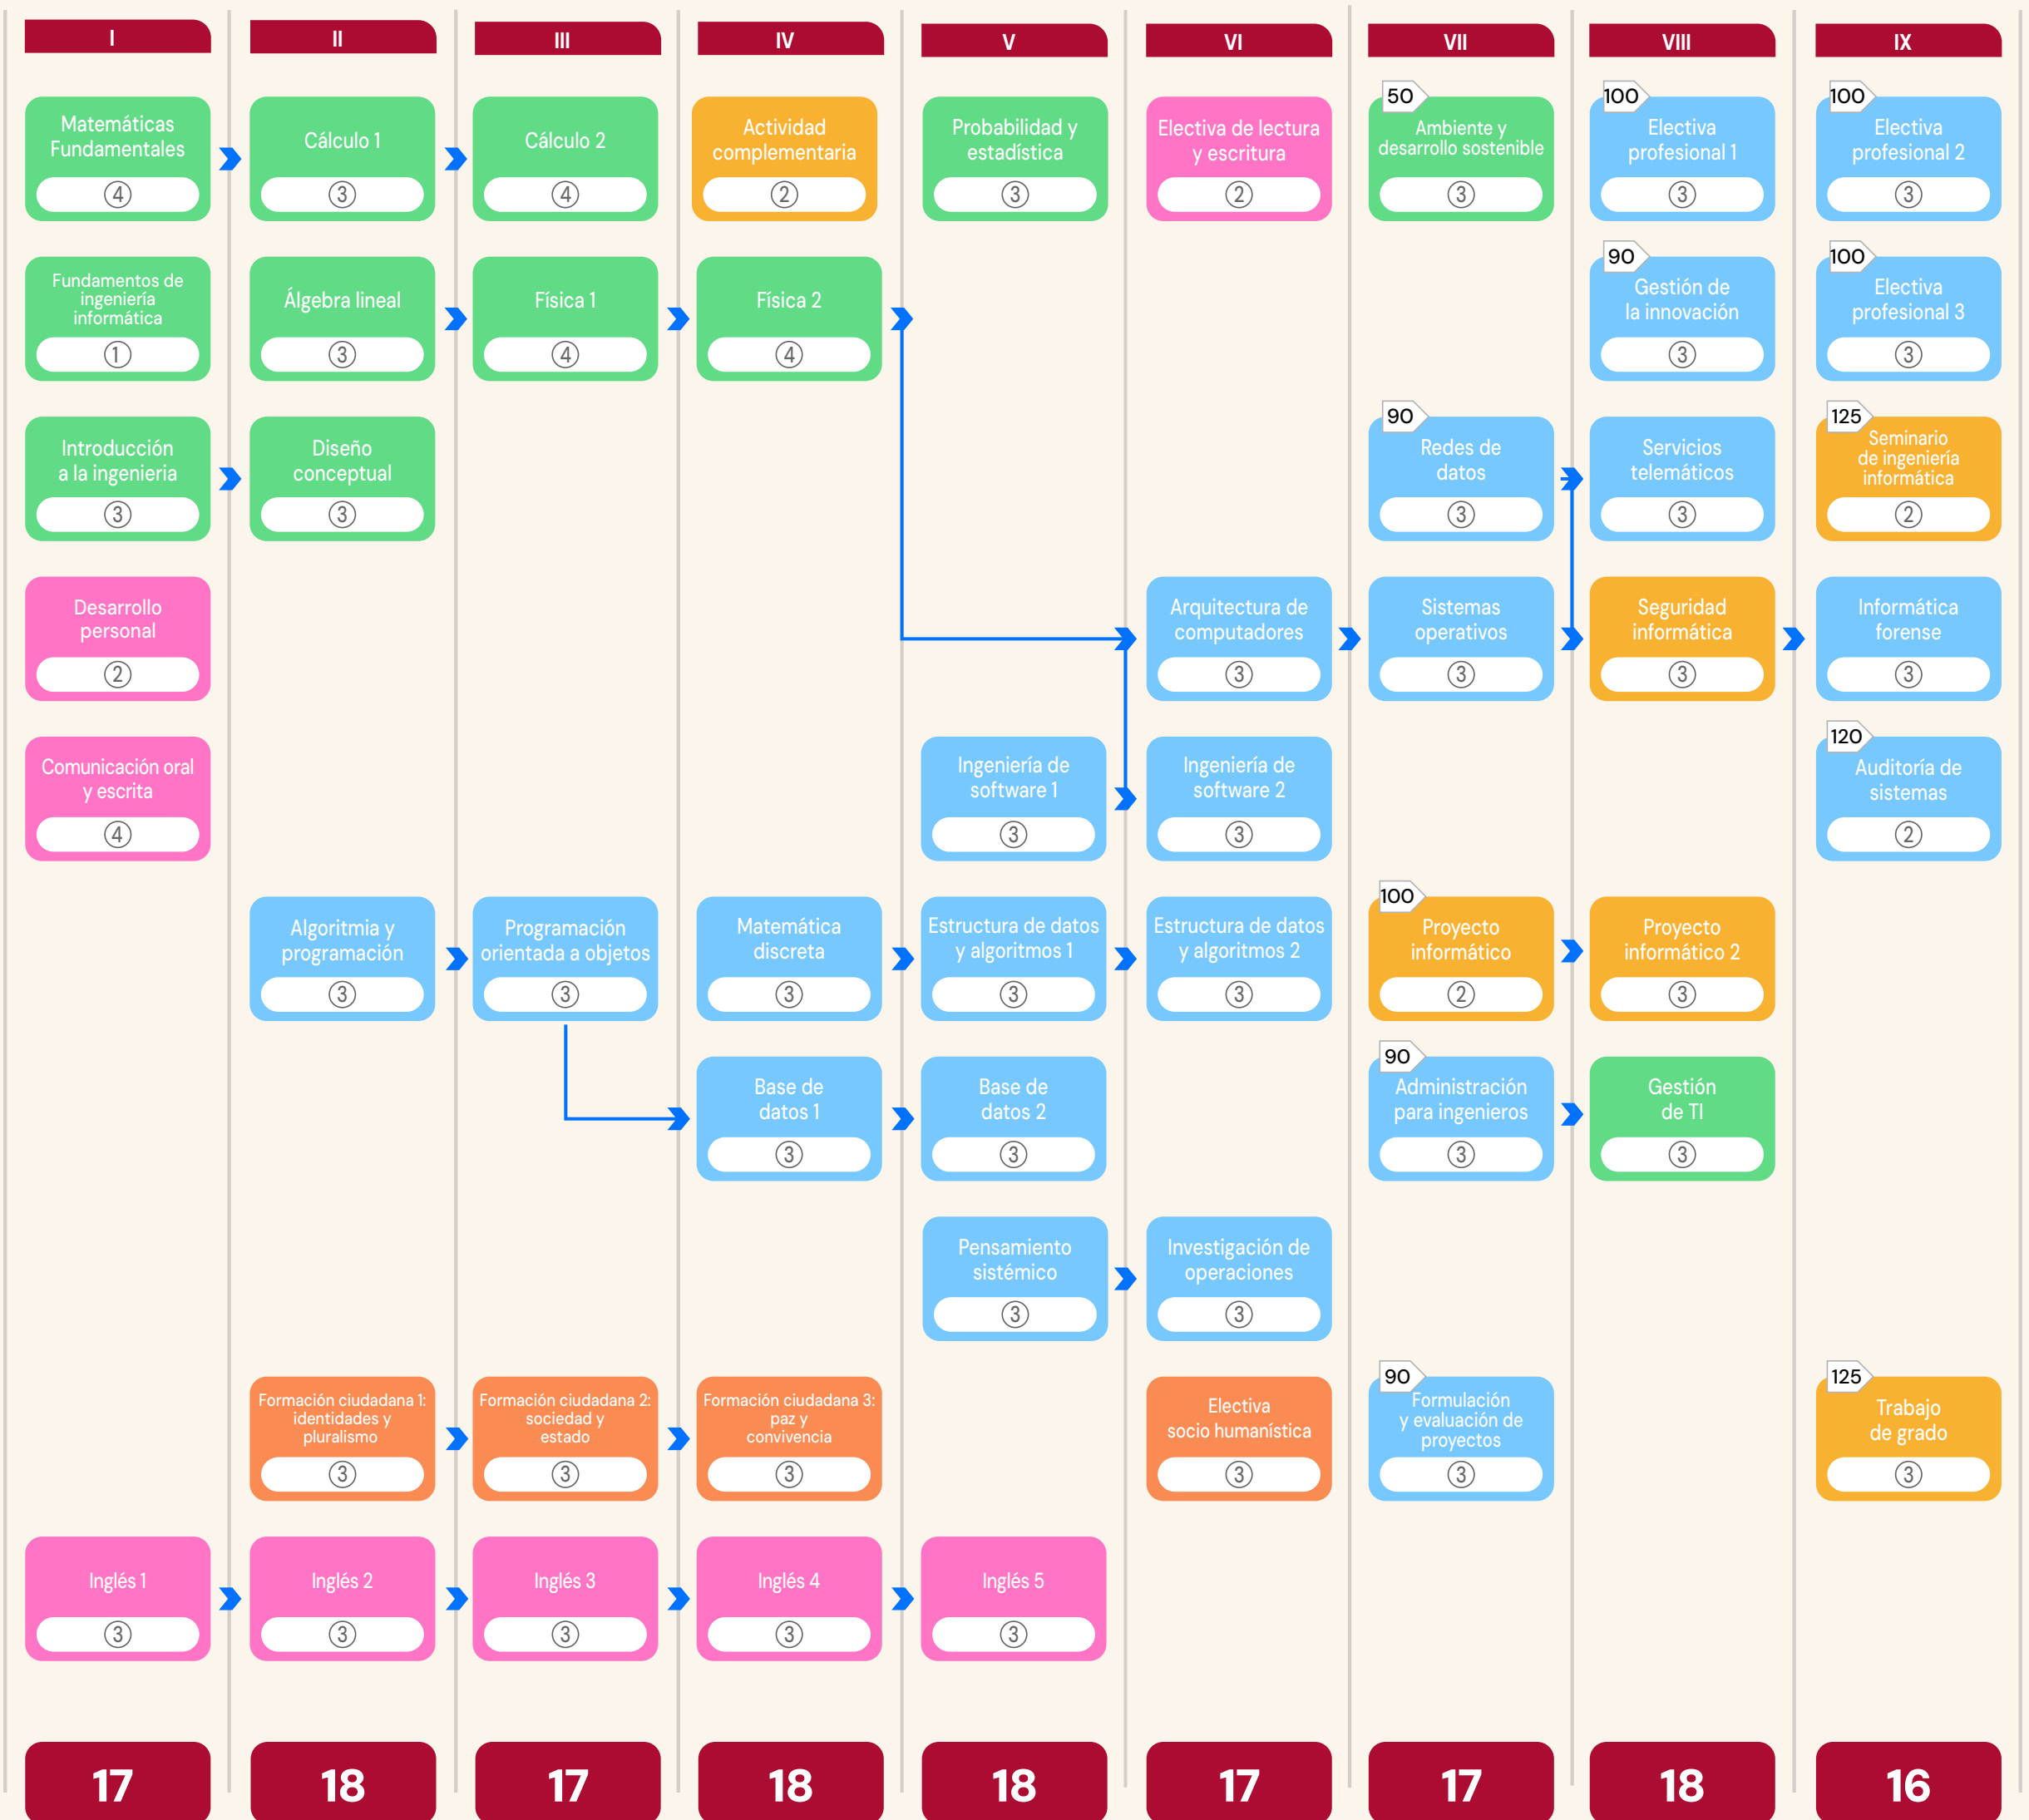 I
II
III
IV
V
VI
VII
VIII
IX
Matemáticas
Fundamentales
4
Cálculo 1
3
Cálculo 2
4
Actividad
complementaria
2
Probabilidad y
estadística
3
Electiva de lectura
y escritura
2
50
Ambiente y
desarrollo sostenible
3
100
Electiva
profesional 1
3
100
Electiva
profesional 2
3
Fundamentos de
ingeniería
informática
1
Álgebra lineal
3
Física 1
4
Física 2
4
90
Gestión de
la innovación
3
100
Electiva
profesional 3
3
Introducción
a la ingenieria
3
Diseño
conceptual
3
90
Redes de
datos
3
Servicios
telemáticos
3
125
Seminario
de ingeniería
informática
2
Desarrollo
personal
2
Arquitectura de
computadores
3
Sistemas
operativos
3
Seguridad
informática
3
Informática
forense
3
Comunicación oral
y escrita
4
Ingeniería de
software 1
3
Ingeniería de
software 2
3
120
Auditoría de
sistemas
2
Algoritmia y
programación
3
Programación
orientada a objetos
3
Matemática
discreta
3
Estructura de datos
y algoritmos 1
3
Estructura de datos
y algoritmos 2
3
100
Proyecto
informático
2
Proyecto
informático 2
3
Base de
datos 1
3
Base de
datos 2
3
90
Administración
para ingenieros
3
Gestión
de TI
3
Pensamiento
sistémico
3
Investigación de
operaciones
3
Formación ciudadana 1:
identidades y
pluralismo
3
Formación ciudadana 2:
sociedad y
estado
3
Formación ciudadana 3:
paz y
convivencia
3
Electiva
socio humanística
3
90
Formulación
y evaluación de
proyectos
3
125
Trabajo
de grado
3
Inglés 1
3
Inglés 2
3
Inglés 3
3
Inglés 4
3
Inglés 5
3
17
18
17
18
18
17
17
18
16